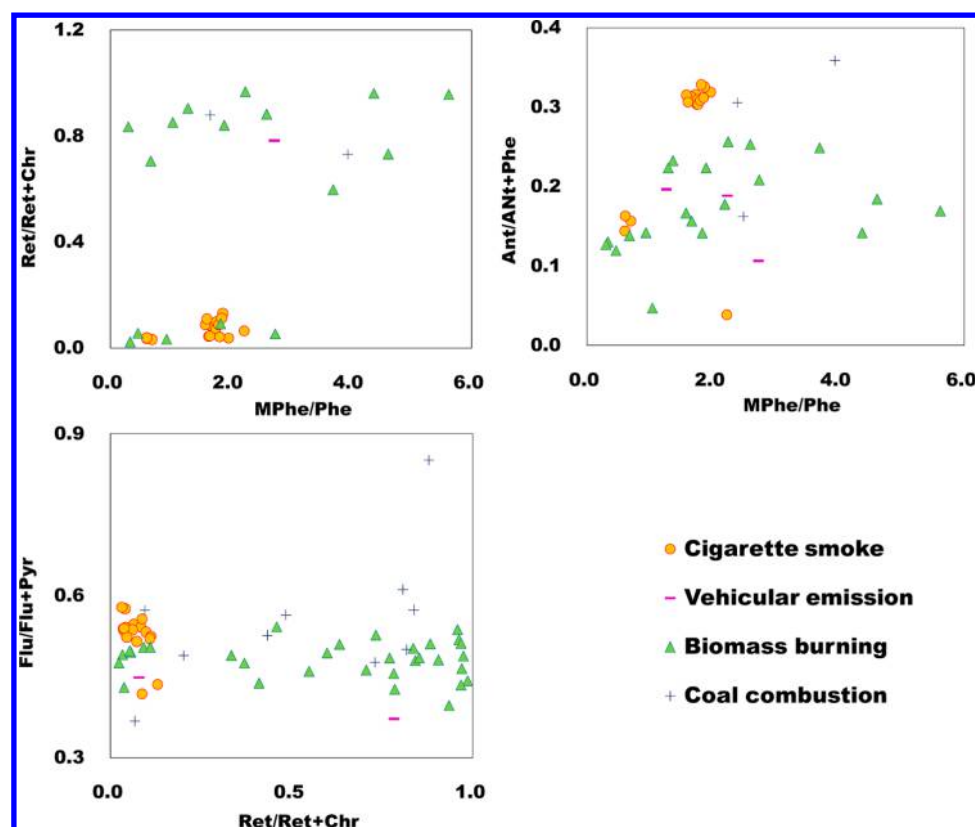 1.2
0.8
0.4
0.0
Ret/Ret+Chr
0.0 2.0 4.0 6.0
MPhe/Phe
0.4
0.3
0.2
0.1
0.0
Ant/ANt+Phe
0.0 2.0 4.0 6.0
MPhe/Phe
0.9
0.6
0.3
Flu/Flu+Pyr
0.0 0.5 1.0
Ret/Ret+Chr
Cigarette smoke
Vehicular emission
Biomass burning
Coal combustion